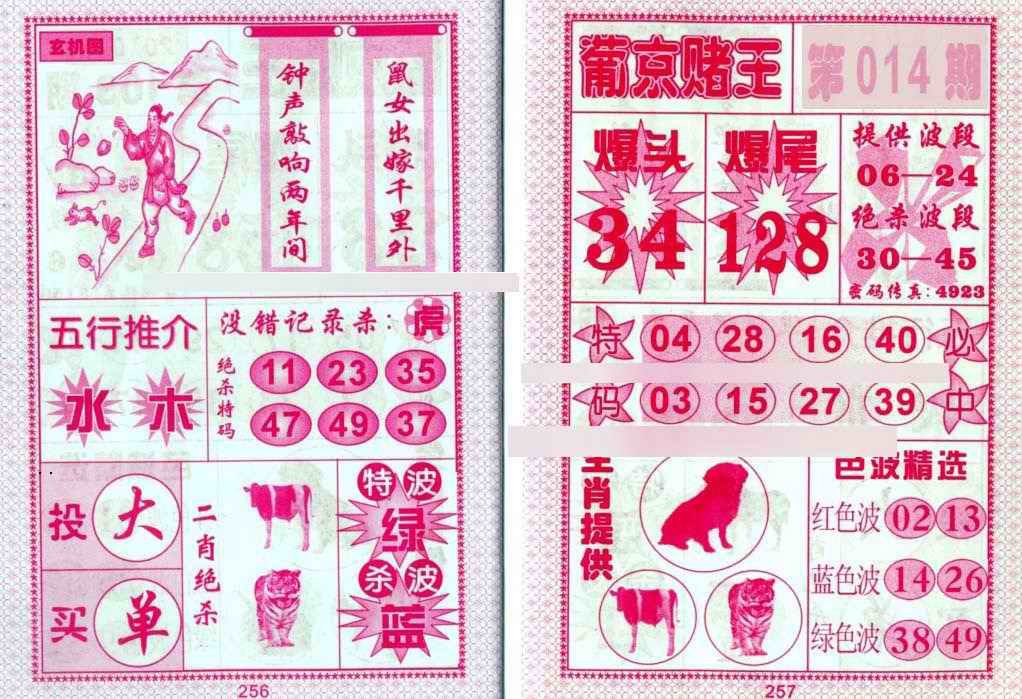 玄机图
钟声敲响两年间
鼠女出嫁千里外
五行推介
水 木
没错记录杀：虎
绝杀特码
11 23 35
47 49 37
投 大
买 单
二肖绝杀
特波
绿
杀波
蓝
256
葡京赌王
第014期
爆头
34
爆尾
128
提供波段
06—24
绝杀波段
30—45
密码传真：4923
特 04 28 16 40 必
码 03 15 27 39 中
生肖提供
色波精选
红色波 02 13
蓝色波 14 26
绿色波 38 49
257